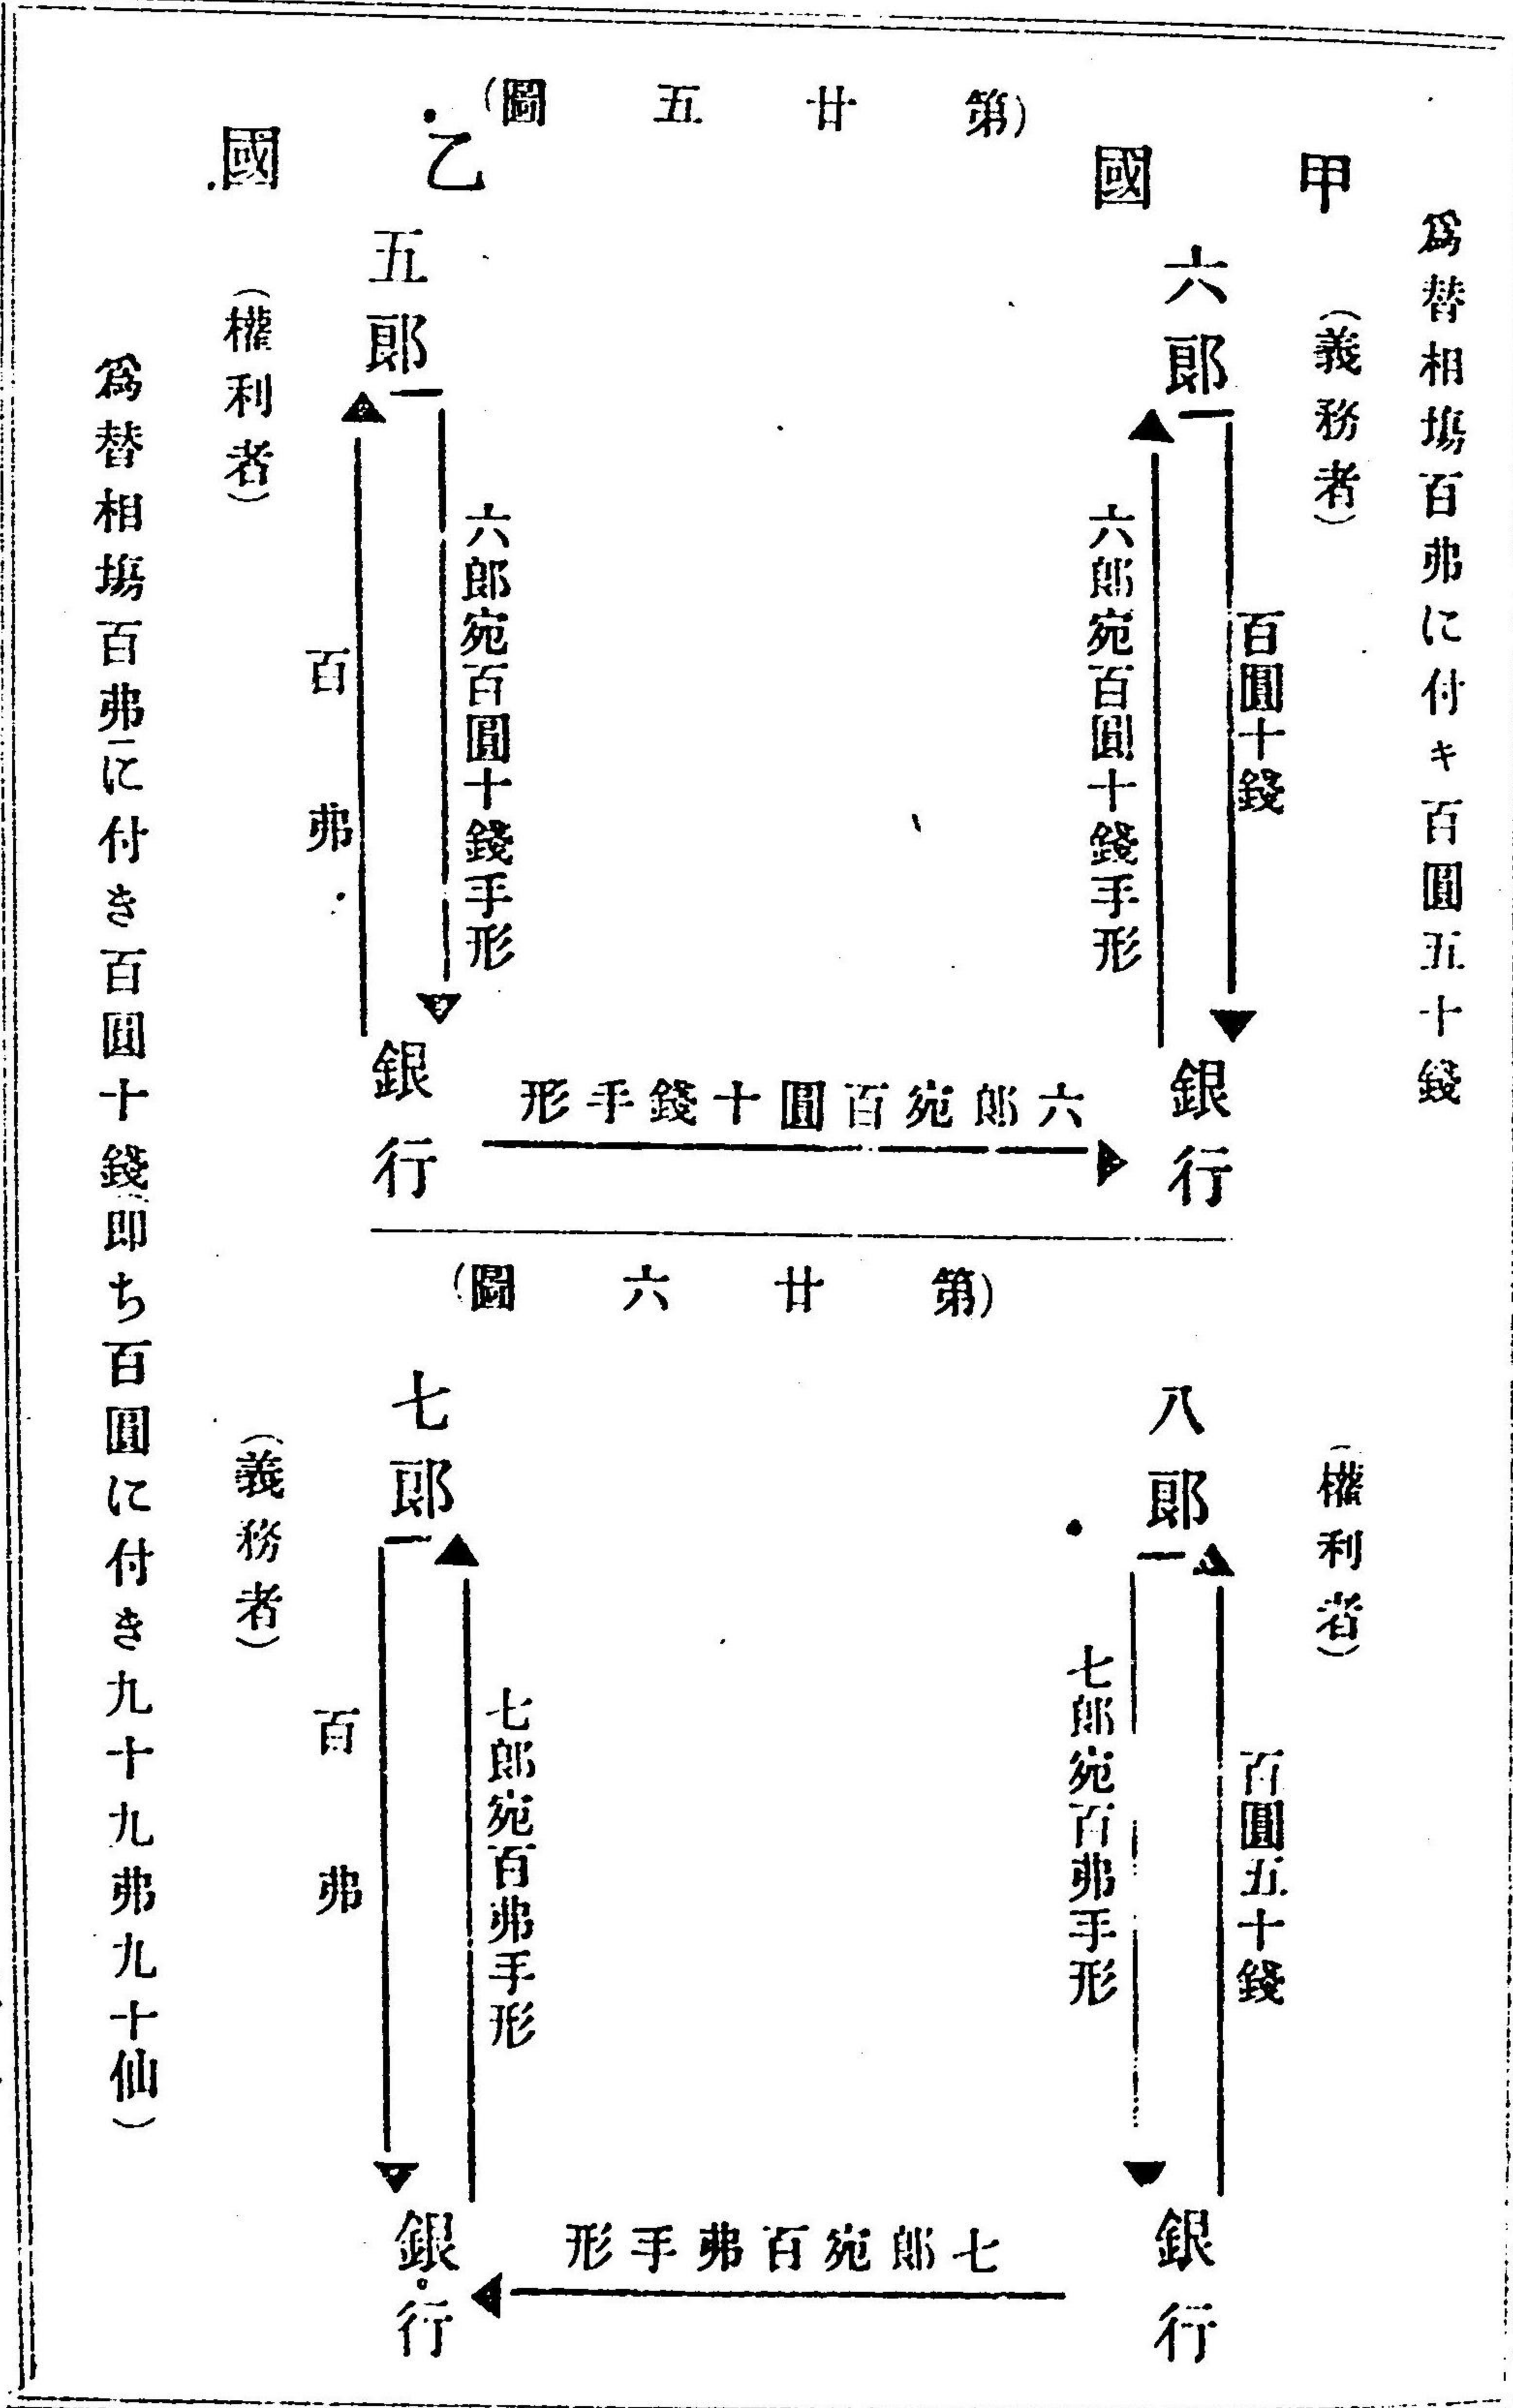 爲替相場百弗に付キ百圓五十錢
甲國
(第廿五圖)
乙國
(義務者)
六郎
百圓十錢
六郎宛百圓十錢手形
銀行
六郎宛百圓十錢手形
五郎
六郎宛百圓十錢手形
百弗
銀行
(權利者)
(第廿六圖)
(權利者)
八郎
百圓五十錢
七郎宛百弗手形
銀行
七郎宛百弗手形
七郎
七郎宛百弗手形
百弗
銀行
(義務者)
爲替相場百弗に付き百圓十錢(即ち百圓に付き九十九弗九十仙)